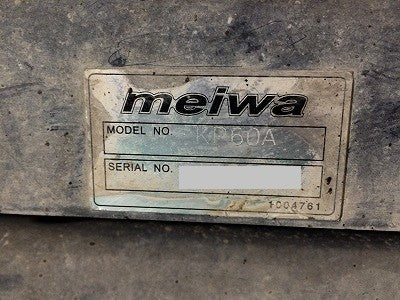 meiwa
MODEL NO. KP60A
SERIAL NO.
1004761